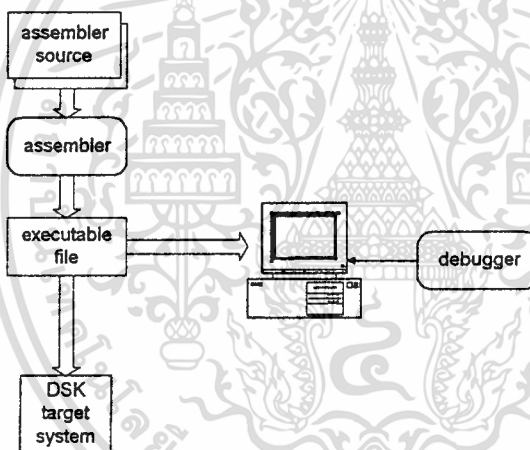 assembler
source
assembler
executable
file
debugger
DSK
target
system